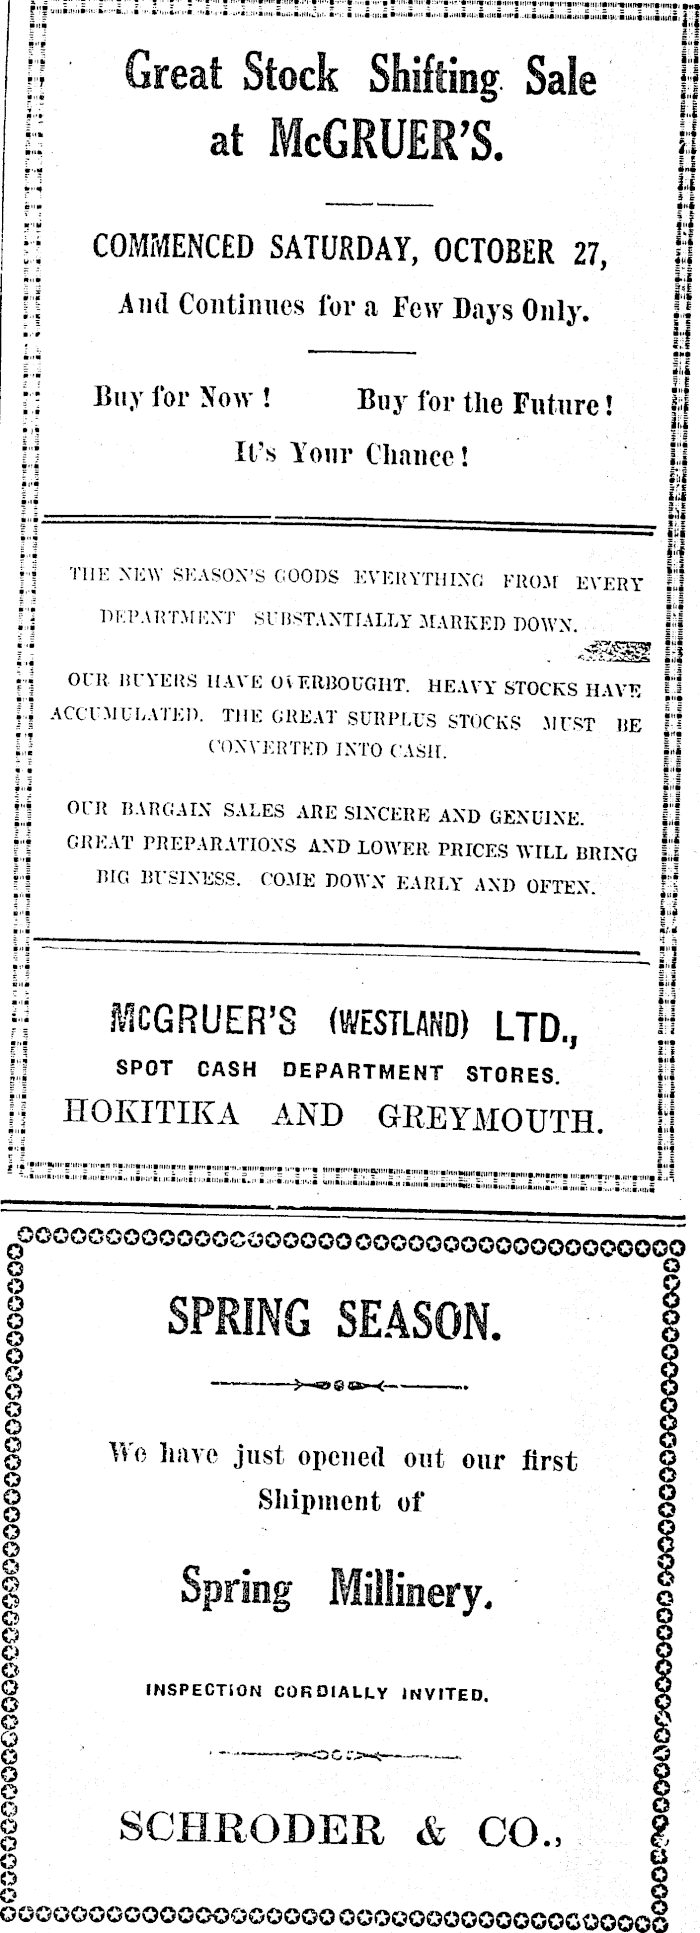 Great Stock Shifting Sale
at McGRUER'S.
COMMENCED SATURDAY, OCTOBER 27,
And Continues for a Few Days Only.
Buy for Now! Buy for the Future!
It's Your Chance!
THE NEW SEASON'S GOODS EVERYTHING FROM EVERY
DEPARTMENT SUBSTANTIALLY MARKED DOWN.
OUR BUYERS HAVE OVERBOUGHT. HEAVY STOCKS HAVE
ACCUMULATED. THE GREAT SURPLUS STOCKS MUST BE
CONVERTED INTO CASH.
OUR BARGAIN SALES ARE SINCERE AND GENUINE.
GREAT PREPARATIONS AND LOWER PRICES WILL BRING
BIG BUSINESS. COME DOWN EARLY AND OFTEN.
McGRUER'S (WESTLAND) LTD.,
SPOT CASH DEPARTMENT STORES.
HOKITIKA AND GREYMOUTH.
SPRING SEASON.
We have just opened out our first
Shipment of
Spring Millinery.
INSPECTION CORDIALLY INVITED.
SCHRODER & CO.,